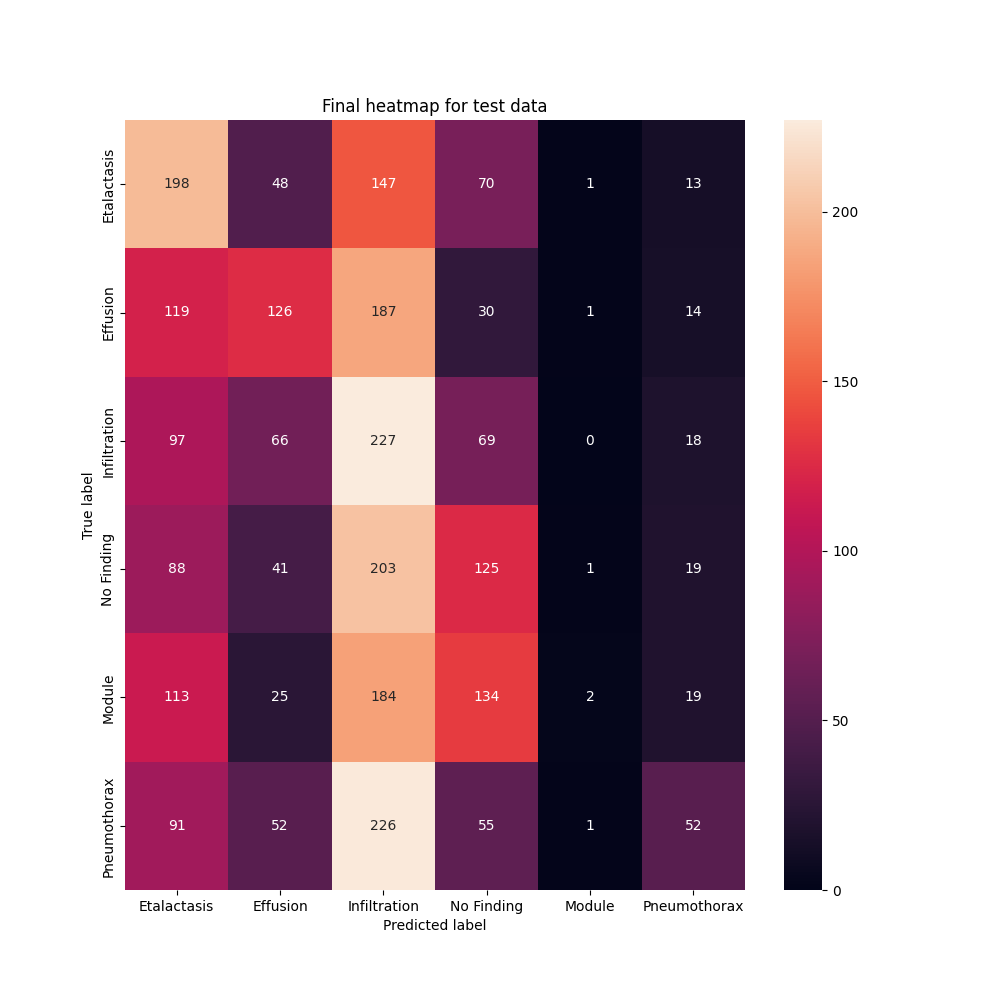 Final heatmap for test data
Etalactasis 198 48 147 70 1 13
Effusion 119 126 187 30 1 14
Infiltration 97 66 227 69 0 18
No Finding 88 41 203 125 1 19
Module 113 25 184 134 2 19
Pneumothorax 91 52 226 55 1 52
True label
Etalactasis Effusion Infiltration No Finding Module Pneumothorax
Predicted label
200
150
100
50
0